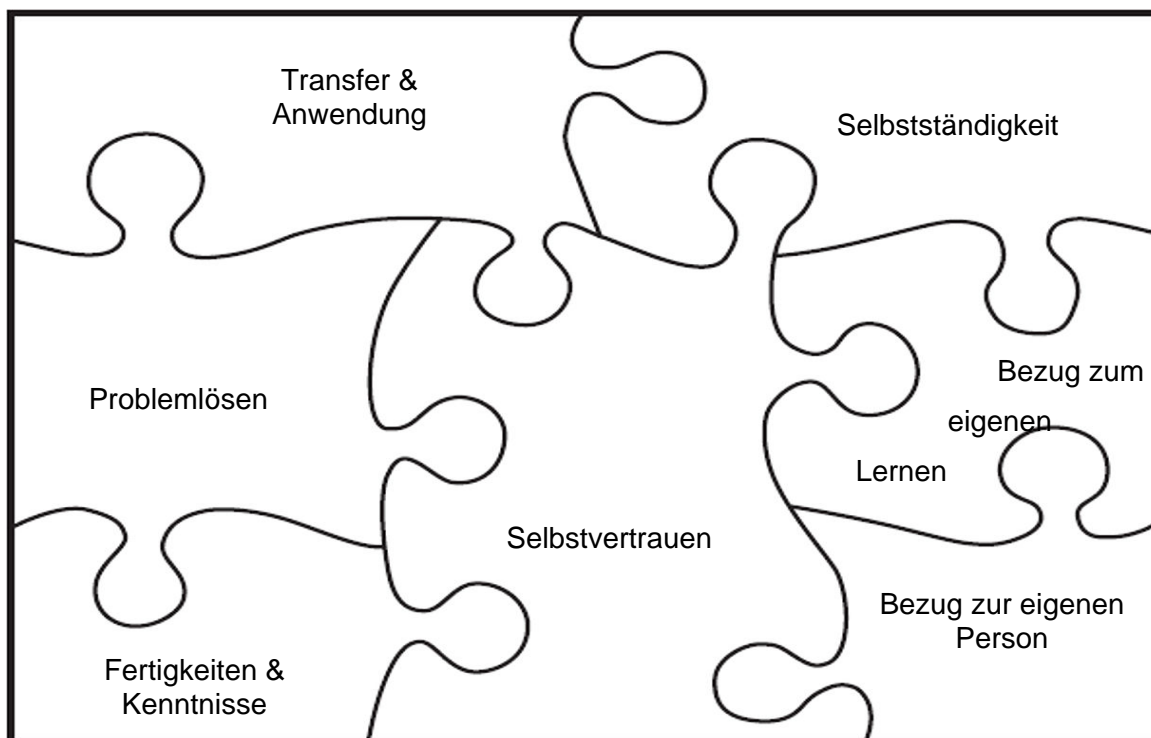 Transfer &
Anwendung
Selbstständigkeit
Problemlösen
Bezug zum
eigenen
Lernen
Selbstvertrauen
Bezug zur eigenen
Person
Fertigkeiten &
Kenntnisse